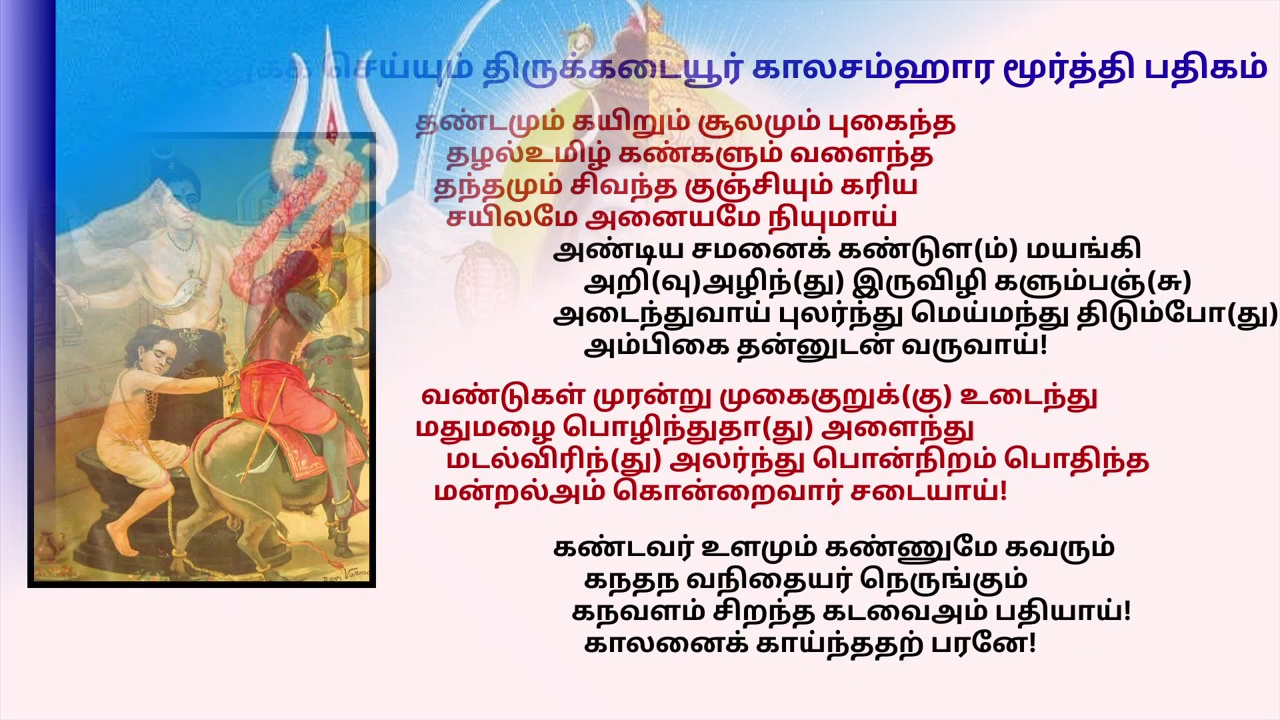 செய்யும் திருக்கடையூர் காலசம்ஹார மூர்த்தி பதிகம்
தண்டமும் கயிறும் சூலமும் புகைந்த
தழல்உமிழ் கண்களும் வளைந்த
தந்தமும் சிவந்த குஞ்சியும் கரிய
சயிலமே அனையமே நியுமாய்
அண்டிய சமனைக் கண்டுள(ம்) மயங்கி
அறி(வு)அழிந்(து) இருவிழி களும்பஞ்(சு)
அடைந்துவாய் புலர்ந்து மெய்மந்து திடும்போ(து)
அம்பிகை தன்னுடன் வருவாய்!
வண்டுகள் முரன்று முகைகுறுக்(கு) உடைந்து
மதுமழை பொழிந்துதா(து) அளைந்து
மடல்விரிந்(து) அலர்ந்து பொன்நிறம் பொதிந்த
மன்றல்அம் கொன்றைவார் சடையாய்!
கண்டவர் உளமும் கண்ணுமே கவரும்
கநதந வநிதையர் நெருங்கும்
கநவளம் சிறந்த கடவைஅம் பதியாய்!
காலனைக் காய்ந்ததற் பரனே!